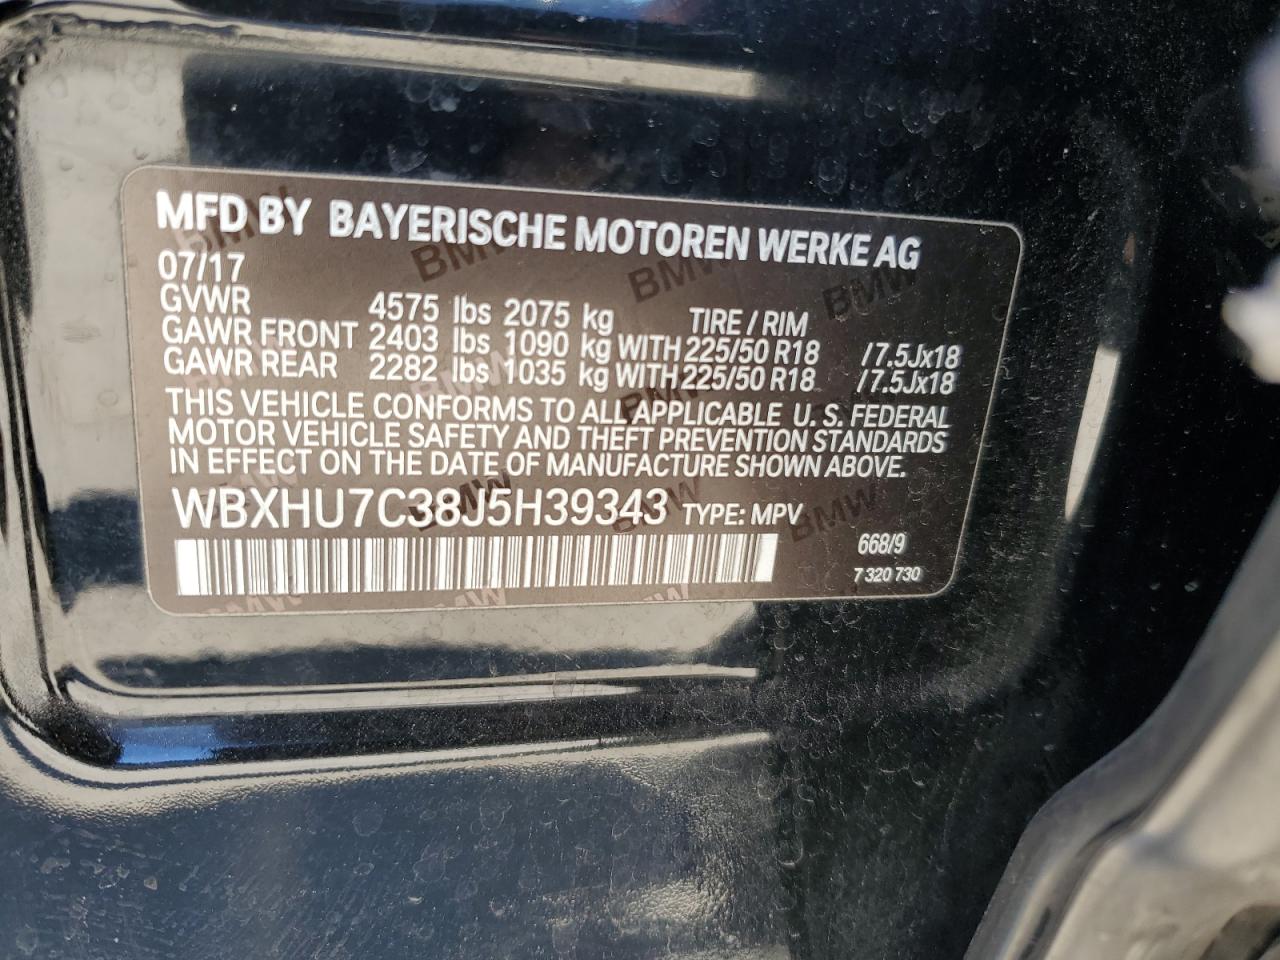 MFD BY BAYERISCHE MOTOREN WERKE AG
07/17
GVWR 4575 lbs 2075 kg TIRE / RIM
GAWR FRONT 2403 lbs 1090 kg WITH 225/50 R18 /7.5Jx18
GAWR REAR 2282 lbs 1035 kg WITH 225/50 R18 /7.5Jx18
THIS VEHICLE CONFORMS TO ALL APPLICABLE U.S. FEDERAL
MOTOR VEHICLE SAFETY AND THEFT PREVENTION STANDARDS
IN EFFECT ON THE DATE OF MANUFACTURE SHOWN ABOVE.
WBXHU7C38J5H39343 TYPE: MPV
668/9
7 320 730